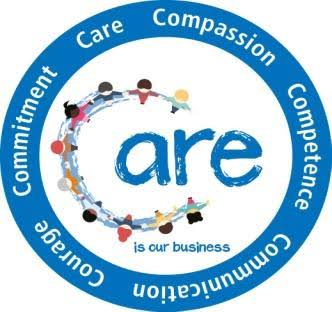 Care
Compassion
Competence
Communication
Courage
Commitment
Care
is our business